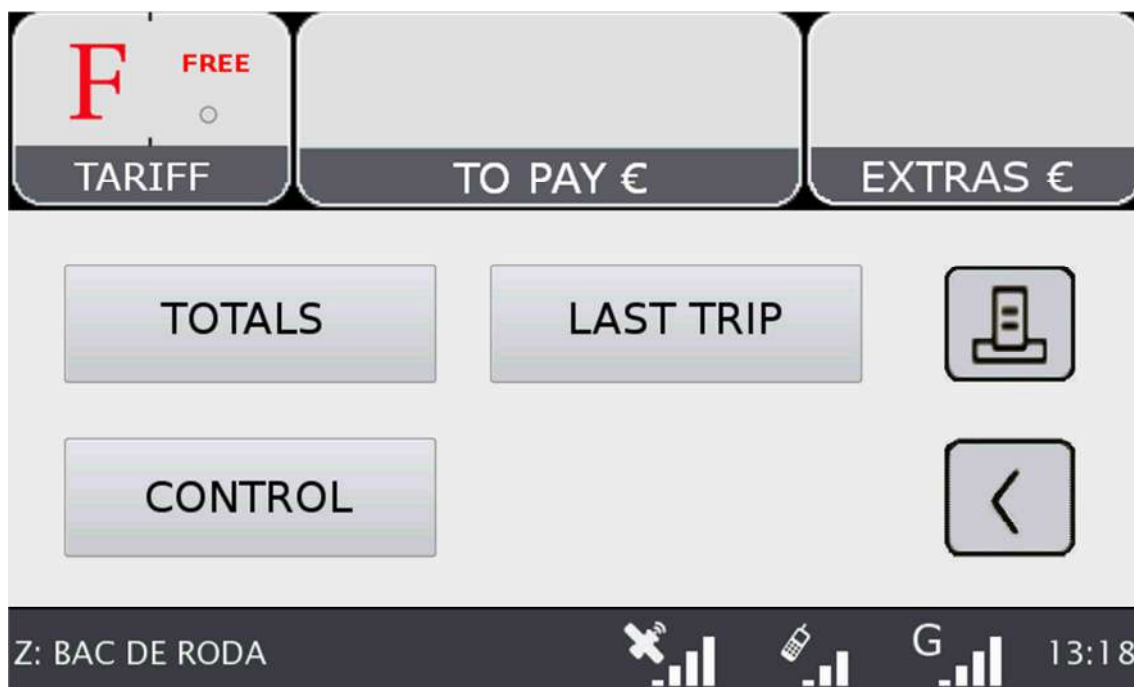 F FREE
TARIFF TO PAY € EXTRAS €
TOTALS LAST TRIP
CONTROL
Z: BAC DE RODA G 13:18